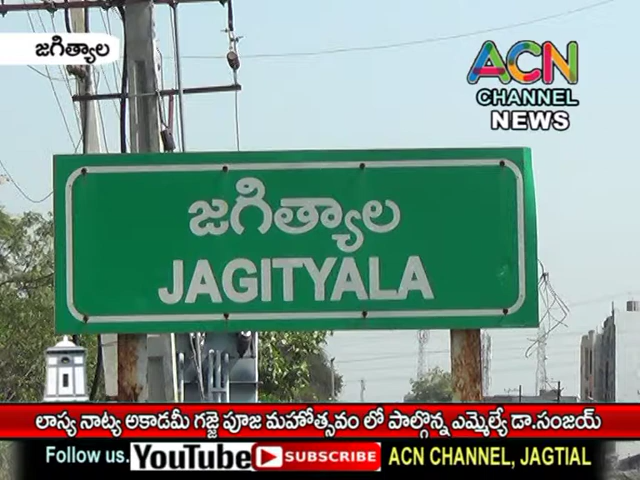 జగిత్యాల
ACN
CHANNEL
NEWS
జగిత్యాల
JAGITYALA
లాస్య నాట్య అకాడమీ గజ్జె పూజ మహోత్సవం లో పాల్గొన్న ఎమ్మెల్యే డా.సంజయ్
Follow us. YouTube SUBSCRIBE ACN CHANNEL, JAGTIAL